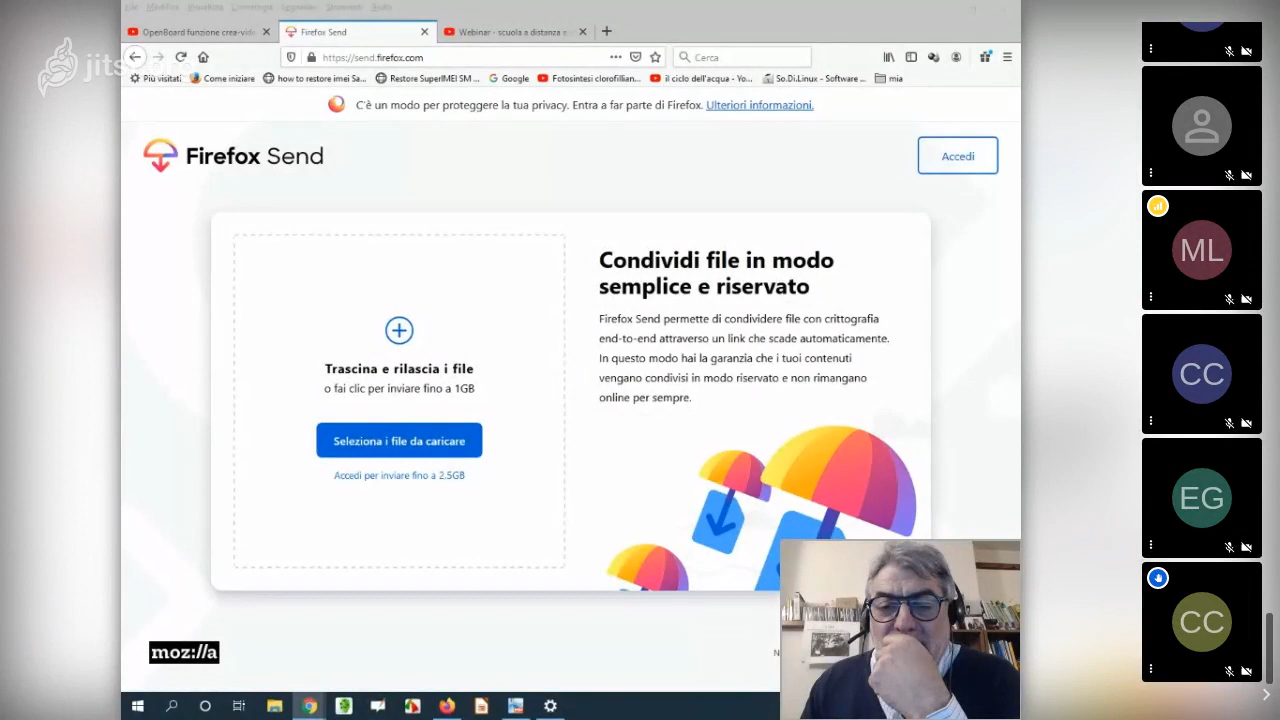 jitsi
OpenBoard funzione crea-vide
Firefox Send
Webinar - scuola a distanza e
https://send.firefox.com
Cerca
Più visitati
Come iniziare
how to restore imei Sa...
Restore SuperIMEI SM ...
Google
Fotosintesi clorofillian...
il ciclo dell'acqua - Yo...
So.Di.Linux - Software ...
mia
C'è un modo per proteggere la tua privacy. Entra a far parte di Firefox. Ulteriori informazioni.
Firefox Send
Accedi
Trascina e rilascia i file
o fai clic per inviare fino a 1GB
Seleziona i file da caricare
Accedi per inviare fino a 2,5GB
Condividi file in modo
semplice e riservato
Firefox Send permette di condividere file con crittografia
end-to-end attraverso un link che scade automaticamente.
In questo modo hai la garanzia che i tuoi contenuti
vengano condivisi in modo riservato e non rimangano
online per sempre.
moz://a
ML
CC
EG
CC